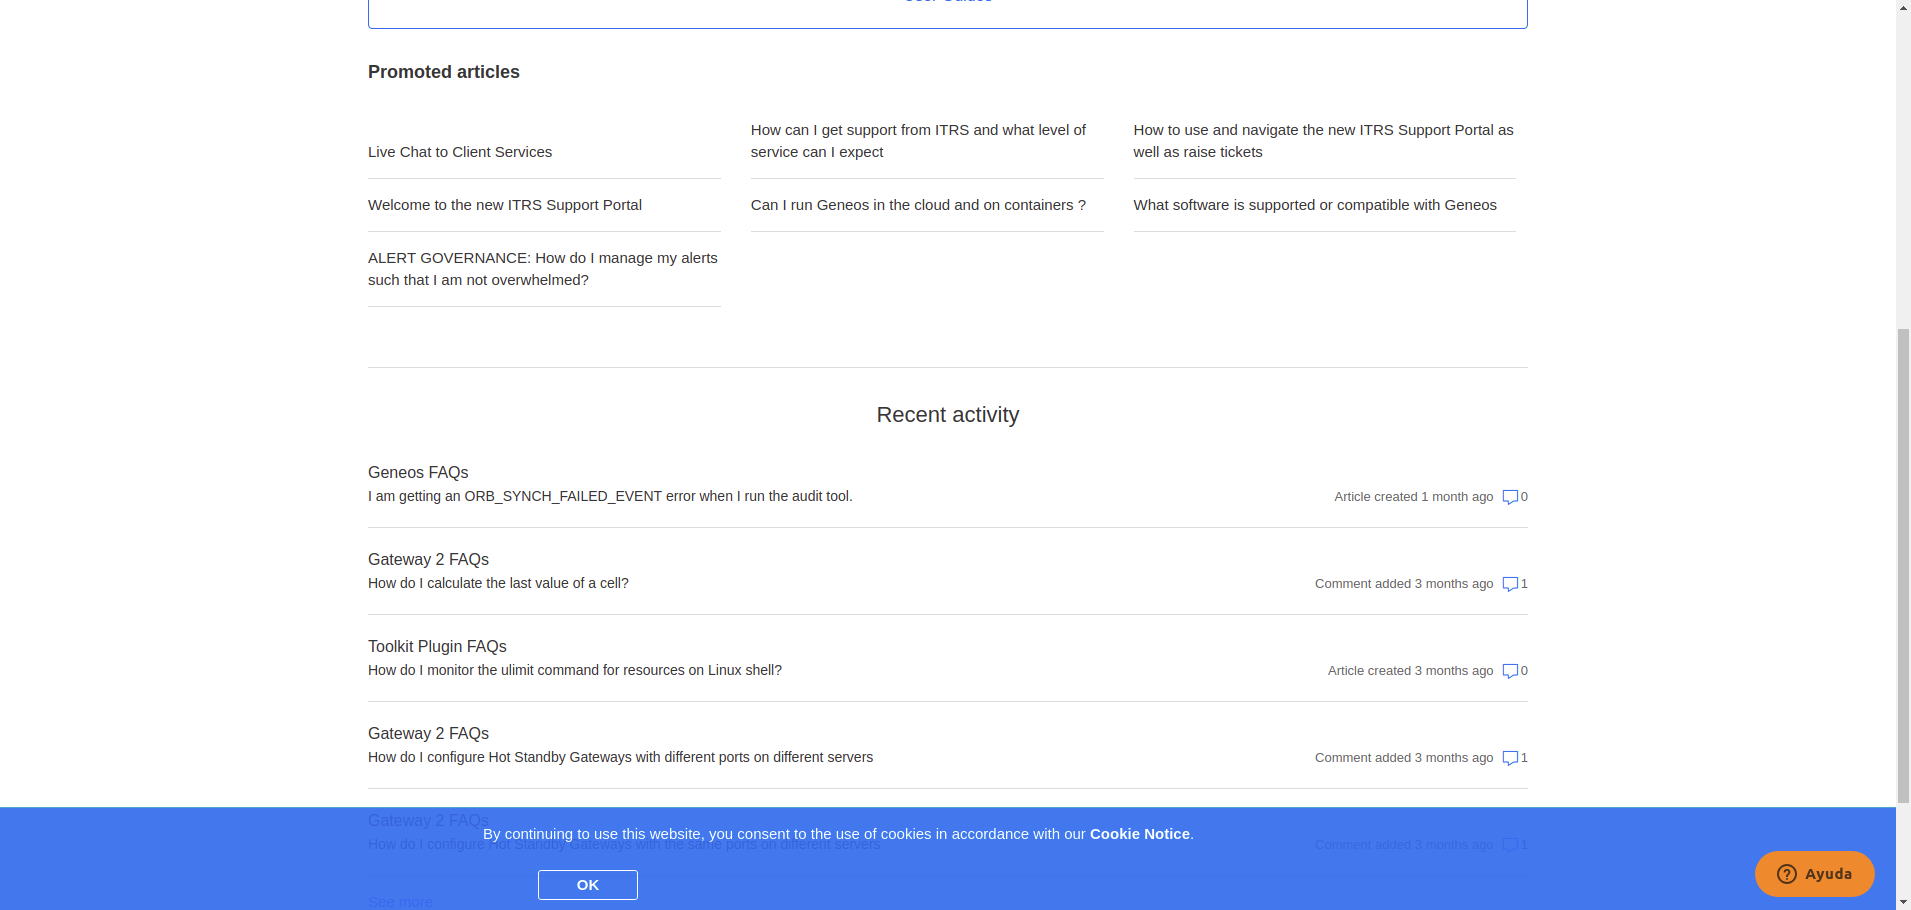 User Guides
Promoted articles
Live Chat to Client Services
How can I get support from ITRS and what level of
service can I expect
How to use and navigate the new ITRS Support Portal as
well as raise tickets
Welcome to the new ITRS Support Portal
Can I run Geneos in the cloud and on containers ?
What software is supported or compatible with Geneos
ALERT GOVERNANCE: How do I manage my alerts
such that I am not overwhelmed?
Recent activity
Geneos FAQs
I am getting an ORB_SYNCH_FAILED_EVENT error when I run the audit tool.
Article created 1 month ago 0
Gateway 2 FAQs
How do I calculate the last value of a cell?
Comment added 3 months ago 1
Toolkit Plugin FAQs
How do I monitor the ulimit command for resources on Linux shell?
Article created 3 months ago 0
Gateway 2 FAQs
How do I configure Hot Standby Gateways with different ports on different servers
Comment added 3 months ago 1
Gateway 2 FAQs
By continuing to use this website, you consent to the use of cookies in accordance with our Cookie Notice.
How do I configure Hot Standby Gateways with the same ports on different servers
Comment added 3 months ago 1
OK
Ayuda
See more